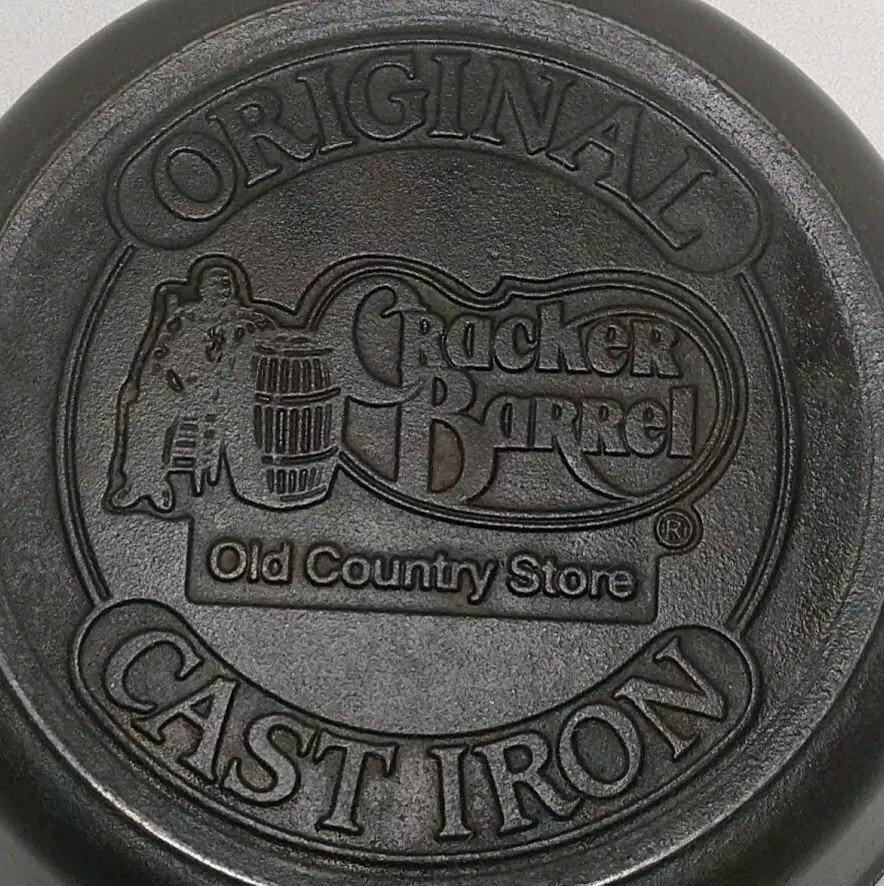 ORIGINAL
Cracker
Barrel
®
Old Country Store
CAST IRON